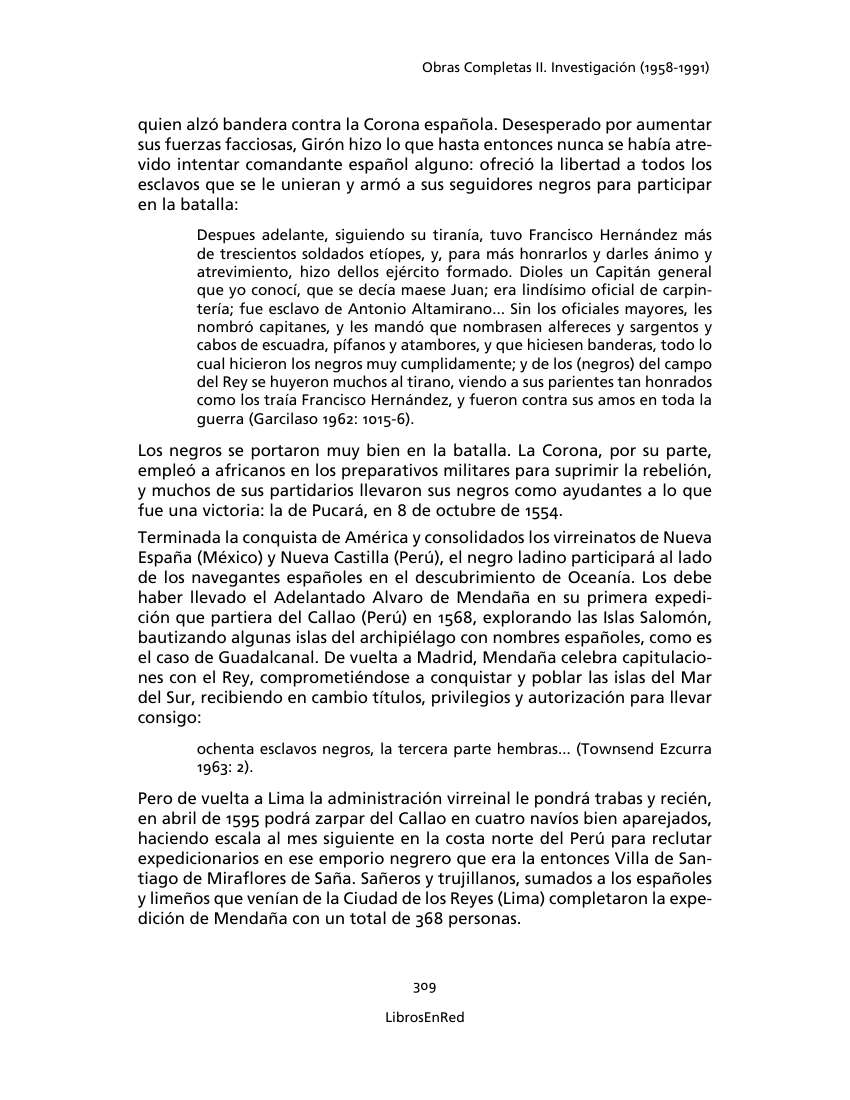 Obras Completas II. Investigación (1958-1991)
quien alzó bandera contra la Corona española. Desesperado por aumentar
sus fuerzas facciosas, Girón hizo lo que hasta entonces nunca se había atre-
vido intentar comandante español alguno: ofreció la libertad a todos los
esclavos que se le unieran y armó a sus seguidores negros para participar
en la batalla:
Despues adelante, siguiendo su tiranía, tuvo Francisco Hernández más
de trescientos soldados etíopes, y, para más honrarlos y darles ánimo y
atrevimiento, hizo dellos ejército formado. Dioles un Capitán general
que yo conocí, que se decía maese Juan; era lindísimo oficial de carpin-
tería; fue esclavo de Antonio Altamirano... Sin los oficiales mayores, les
nombró capitanes, y les mandó que nombrasen alfereces y sargentos y
cabos de escuadra, pífanos y atambores, y que hiciesen banderas, todo lo
cual hicieron los negros muy cumplidamente; y de los (negros) del campo
del Rey se huyeron muchos al tirano, viendo a sus parientes tan honrados
como los traía Francisco Hernández, y fueron contra sus amos en toda la
guerra (Garcilaso 1962: 1015-6).
Los negros se portaron muy bien en la batalla. La Corona, por su parte,
empleó a africanos en los preparativos militares para suprimir la rebelión,
y muchos de sus partidarios llevaron sus negros como ayudantes a lo que
fue una victoria: la de Pucará, en 8 de octubre de 1554.
Terminada la conquista de América y consolidados los virreinatos de Nueva
España (México) y Nueva Castilla (Perú), el negro ladino participará al lado
de los navegantes españoles en el descubrimiento de Oceanía. Los debe
haber llevado el Adelantado Alvaro de Mendaña en su primera expedi-
ción que partiera del Callao (Perú) en 1568, explorando las Islas Salomón,
bautizando algunas islas del archipiélago con nombres españoles, como es
el caso de Guadalcanal. De vuelta a Madrid, Mendaña celebra capitulacio-
nes con el Rey, comprometiéndose a conquistar y poblar las islas del Mar
del Sur, recibiendo en cambio títulos, privilegios y autorización para llevar
consigo:
ochenta esclavos negros, la tercera parte hembras... (Townsend Ezcurra
1963: 2).
Pero de vuelta a Lima la administración virreinal le pondrá trabas y recién,
en abril de 1595 podrá zarpar del Callao en cuatro navíos bien aparejados,
haciendo escala al mes siguiente en la costa norte del Perú para reclutar
expedicionarios en ese emporio negrero que era la entonces Villa de San-
tiago de Miraflores de Saña. Sañeros y trujillanos, sumados a los españoles
y limeños que venían de la Ciudad de los Reyes (Lima) completaron la expe-
dición de Mendaña con un total de 368 personas.
309
LibrosEnRed